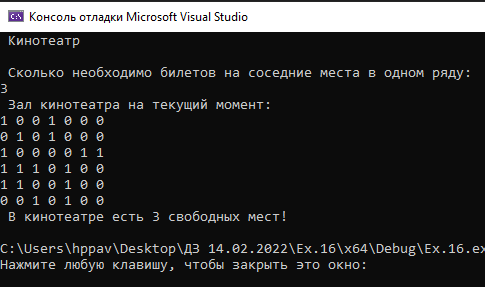 Консоль отладки Microsoft Visual Studio
Кинотеатр
Сколько необходимо билетов на соседние места в одном ряду:
3
Зал кинотеатра на текущий момент:
1 0 0 1 0 0 0
0 1 0 1 0 0 0
1 0 0 0 0 1 1
1 1 1 0 1 0 0
1 1 0 0 1 0 0
0 0 1 0 1 0 0
В кинотеатре есть 3 свободных мест!
C:\Users\hppav\Desktop\ДЗ 14.02.2022\Ex.16\x64\Debug\Ex.16.ex
Нажмите любую клавишу, чтобы закрыть это окно: